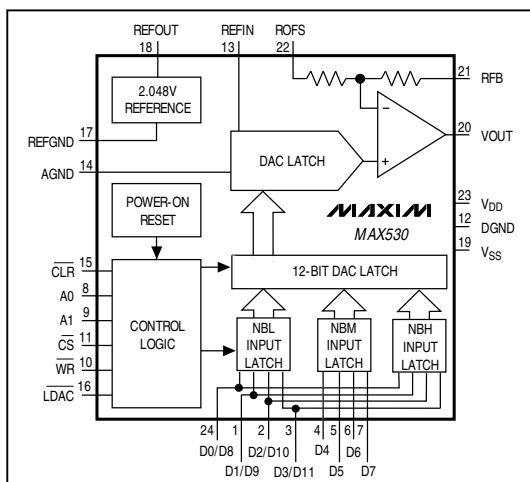 REFOUT REFIN ROFS
18 13 22
21 RFB
2.048V
REFERENCE
17
REFGND
20 VOUT
14
AGND
DAC LATCH
POWER-ON
RESET
MAXIM
MAX530
23 VDD
12 DGND
19 VSS
15
CLR
12-BIT DAC LATCH
8
A0
9
A1
11
CS
10
WR
16
LDAC
CONTROL
LOGIC
NBL
INPUT
LATCH
NBM
INPUT
LATCH
NBH
INPUT
LATCH
24 1 2 3 4 5 6 7
D0/D8 D2/D10 D4 D6
D1/D9 D3/D11 D5 D7